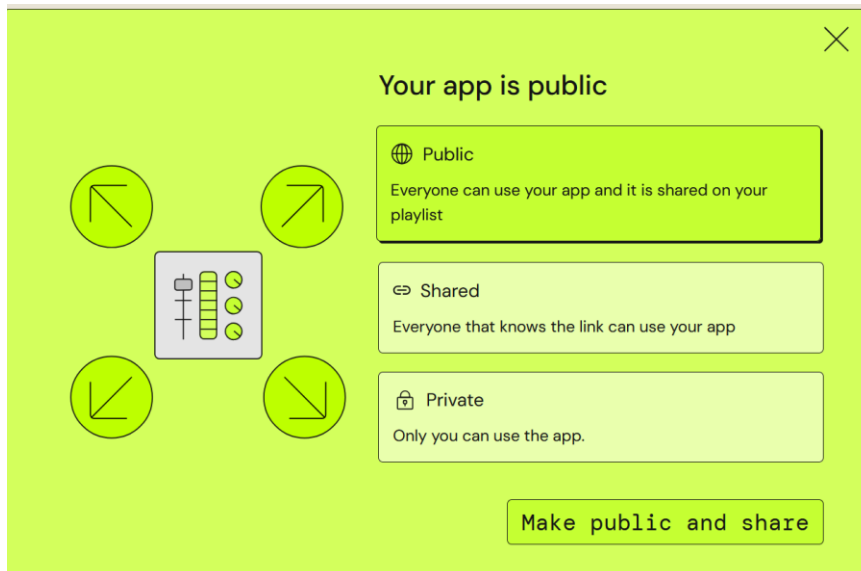 Your app is public
Public
Everyone can use your app and it is shared on your
playlist
Shared
Everyone that knows the link can use your app
Private
Only you can use the app.
Make public and share